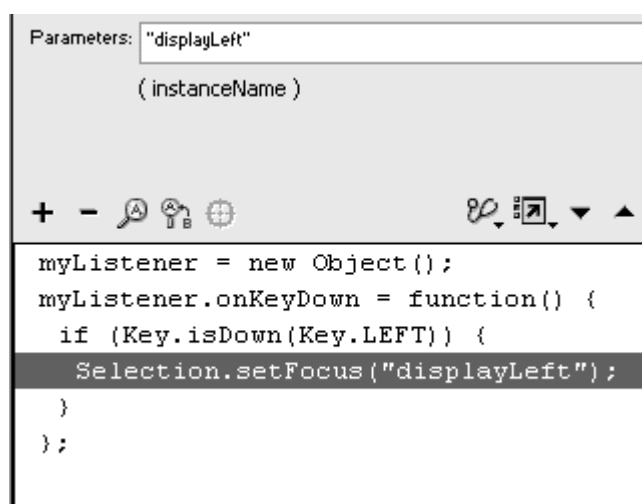 Parameters: "displayLeft"
( instanceName )
myListener = new Object();
myListener.onKeyDown = function() {
if (Key.isDown(Key.LEFT)) {
Selection.setFocus("displayLeft");
}
};